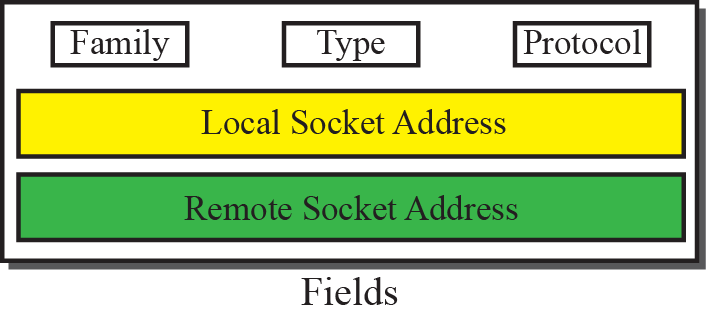 Family Type Protocol
Local Socket Address
Remote Socket Address
Fields